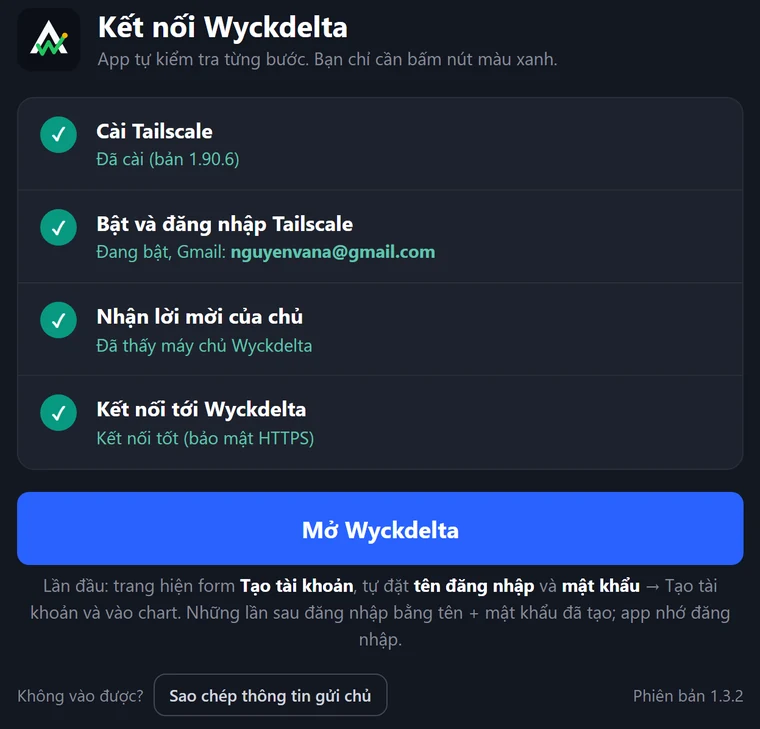 Kết nối Wyckdelta
App tự kiểm tra từng bước. Bạn chỉ cần bấm nút màu xanh.
Cài Tailscale
Đã cài (bản 1.90.6)
Bật và đăng nhập Tailscale
Đang bật, Gmail: nguyenvana@gmail.com
Nhận lời mời của chủ
Đã thấy máy chủ Wyckdelta
Kết nối tới Wyckdelta
Kết nối tốt (bảo mật HTTPS)
Mở Wyckdelta
Lần đầu: trang hiện form Tạo tài khoản, tự đặt tên đăng nhập và mật khẩu → Tạo tài
khoản và vào chart. Những lần sau đăng nhập bằng tên + mật khẩu đã tạo; app nhớ đăng
nhập.
Không vào được? Sao chép thông tin gửi chủ Phiên bản 1.3.2